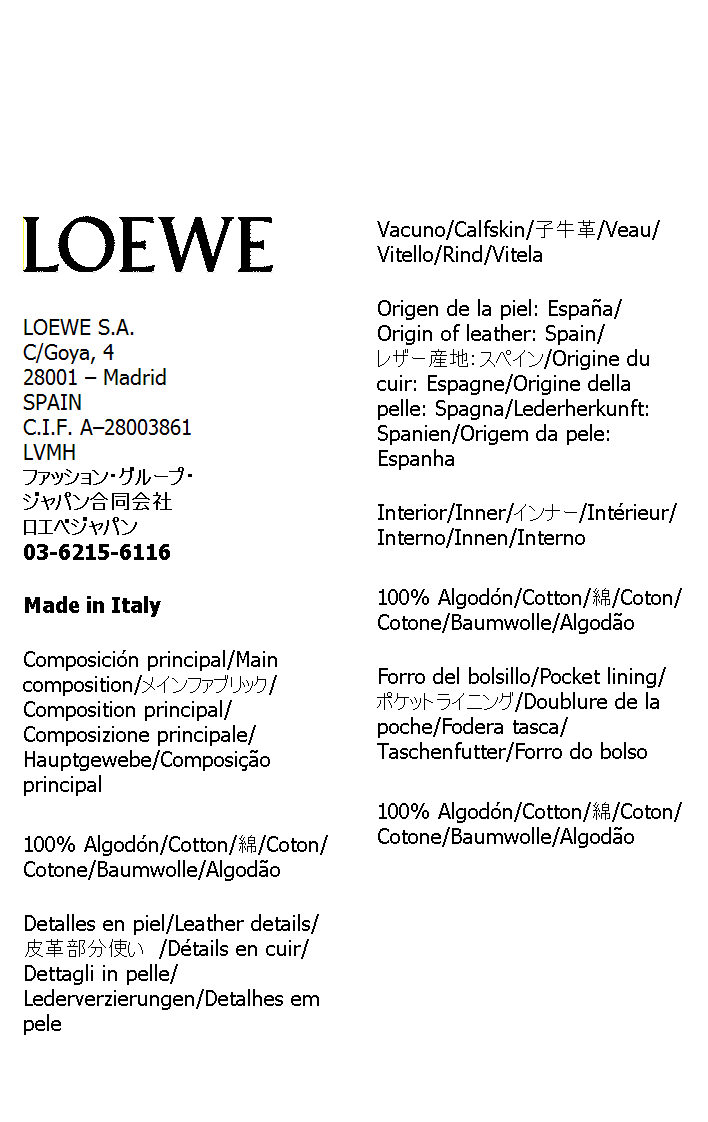 LOEWE
LOEWE S.A.
C/Goya, 4
28001 – Madrid
SPAIN
C.I.F. A–28003861
LVMH
ファッション・グループ・
ジャパン合同会社
ロエベジャパン
03-6215-6116
Made in Italy
Composición principal/Main
composition/メインファブリック/
Composition principal/
Composizione principale/
Hauptgewebe/Composição
principal
100% Algodón/Cotton/綿/Coton/
Cotone/Baumwolle/Algodão
Detalles en piel/Leather details/
皮革部分使い /Détails en cuir/
Dettagli in pelle/
Lederverzierungen/Detalhes em
pele
Vacuno/Calfskin/子牛革/Veau/
Vitello/Rind/Vitela
Origen de la piel: España/
Origin of leather: Spain/
レザー産地：スペイン/Origine du
cuir: Espagne/Origine della
pelle: Spagna/Lederherkunft:
Spanien/Origem da pele:
Espanha
Interior/Inner/インナー/Intérieur/
Interno/Innen/Interno
100% Algodón/Cotton/綿/Coton/
Cotone/Baumwolle/Algodão
Forro del bolsillo/Pocket lining/
ポケットライニング/Doublure de la
poche/Fodera tasca/
Taschenfutter/Forro do bolso
100% Algodón/Cotton/綿/Coton/
Cotone/Baumwolle/Algodão